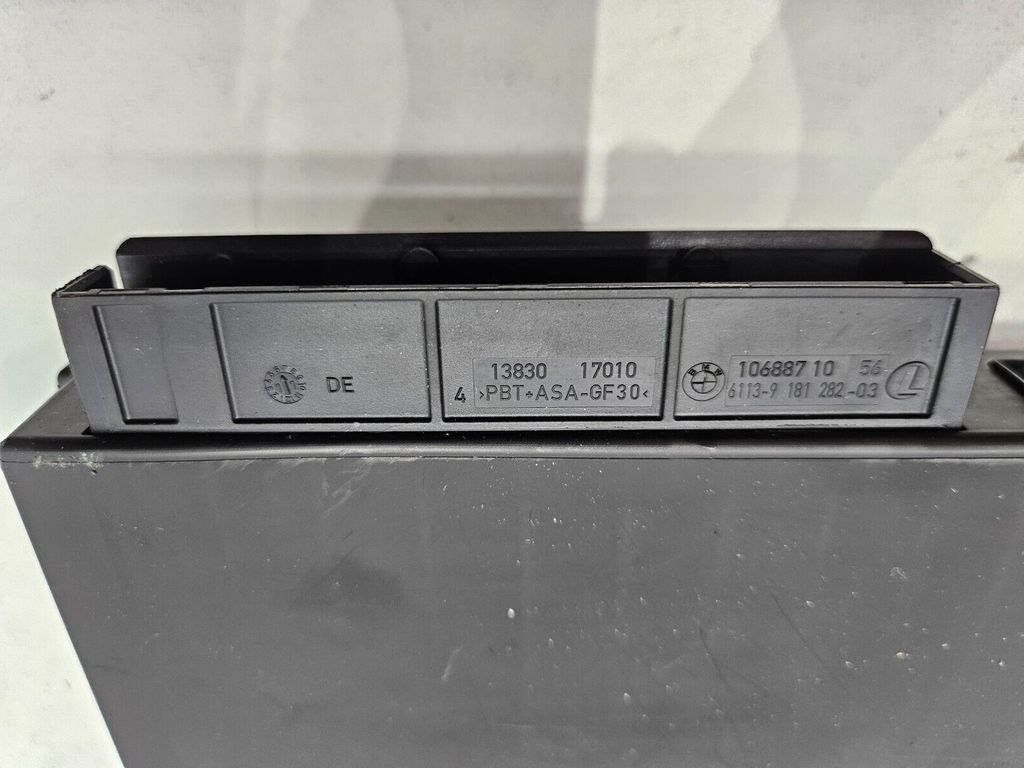 DE
13830 17010
4 >PBT+ASA-GF30<
BMW
10688710 56
6113-9 181 282.-03
L